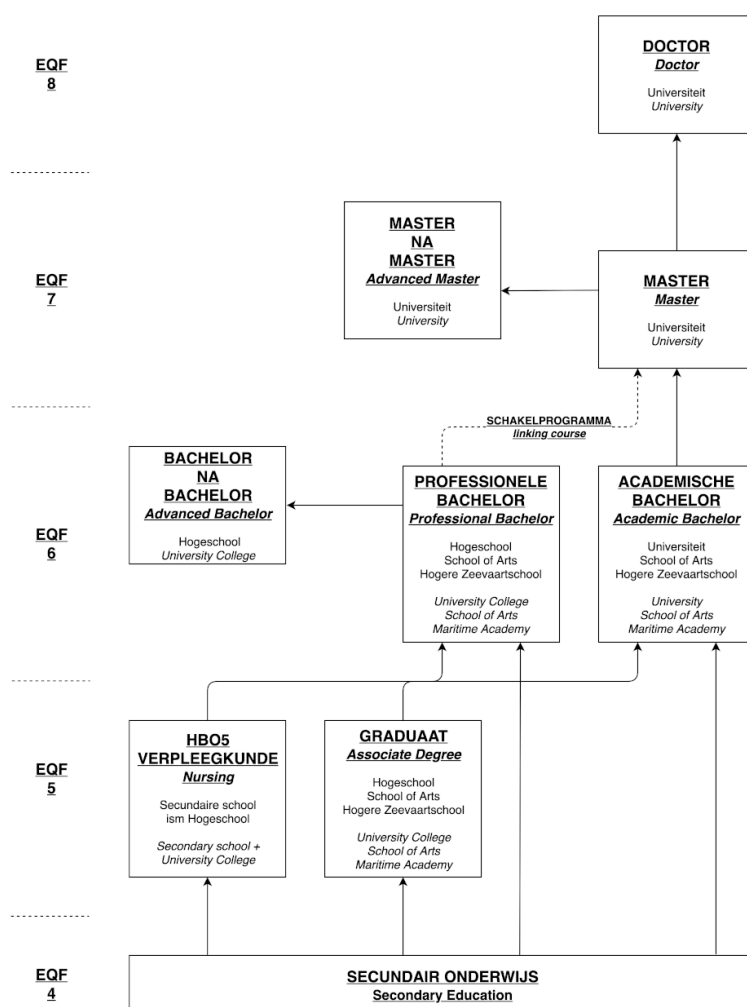 EQF
8
DOCTOR
Doctor
Universiteit
University
EQF
7
MASTER
NA
MASTER
Advanced Master
Universiteit
University
MASTER
Master
Universiteit
University
SCHAKELPROGRAMMA
linking course
EQF
6
BACHELOR
NA
BACHELOR
Advanced Bachelor
Hogeschool
University College
PROFESSIONELE
BACHELOR
Professional Bachelor
Hogeschool
School of Arts
Hogere Zeevaartschool
University College
School of Arts
Maritime Academy
ACADEMISCHE
BACHELOR
Academic Bachelor
Universiteit
School of Arts
Hogere Zeevaartschool
University
School of Arts
Maritime Academy
EQF
5
HBO5
VERPLEEGKUNDE
Nursing
Secundaire school
ism Hogeschool
Secondary school +
University College
GRADUAAT
Associate Degree
Hogeschool
School of Arts
Hogere Zeevaartschool
University College
School of Arts
Maritime Academy
EQF
4
SECUNDAIR ONDERWIJS
Secondary Education